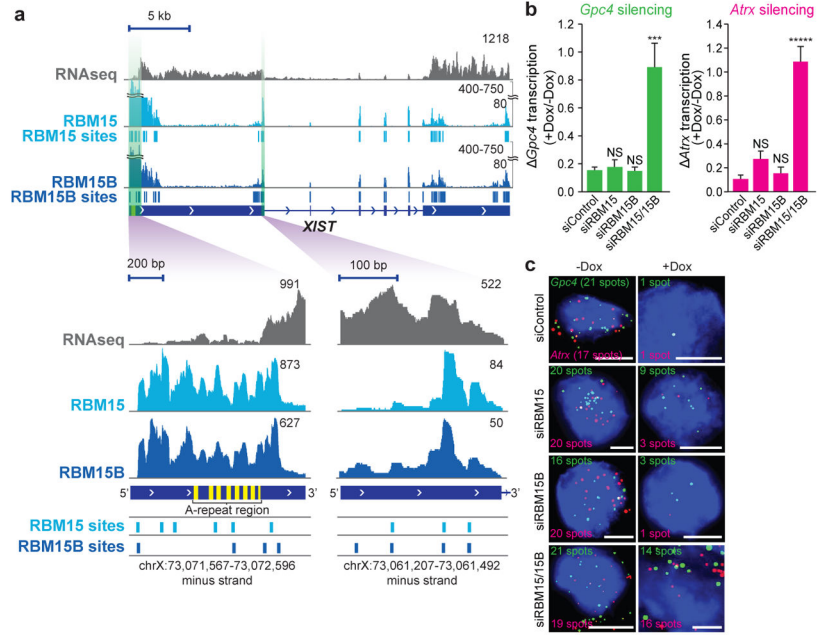 a
5 kb
1218
RNAseq
400-750
80
RBM15
RBM15 sites
400-750
80
RBM15B
RBM15B sites
XIST
200 bp
100 bp
991
522
RNAseq
873
84
RBM15
627
50
RBM15B
5'
3'
5'
3'
A-repeat region
RBM15 sites
RBM15B sites
chrX:73,071,567-73,072,596
minus strand
chrX:73,061,207-73,061,492
minus strand
b
Gpc4 silencing
ΔGpc4 transcription
(+Dox/-Dox)
1.2
1.0
0.8
0.6
0.4
0.2
0.0
NS
NS
***
siControl
siRBM15
siRBM15B
siRBM15/15B
Atrx silencing
ΔAtrx transcription
(+Dox/-Dox)
1.4
1.2
1.0
0.8
0.6
0.4
0.2
0.0
NS
NS
*****
siControl
siRBM15
siRBM15B
siRBM15/15B
c
-Dox
+Dox
siControl
Gpc4 (21 spots)
1 spot
Atrx (17 spots)
1 spot
siRBM15
20 spots
9 spots
20 spots
3 spots
siRBM15B
16 spots
3 spots
20 spots
1 spot
siRBM15/15B
21 spots
14 spots
19 spots
16 spots